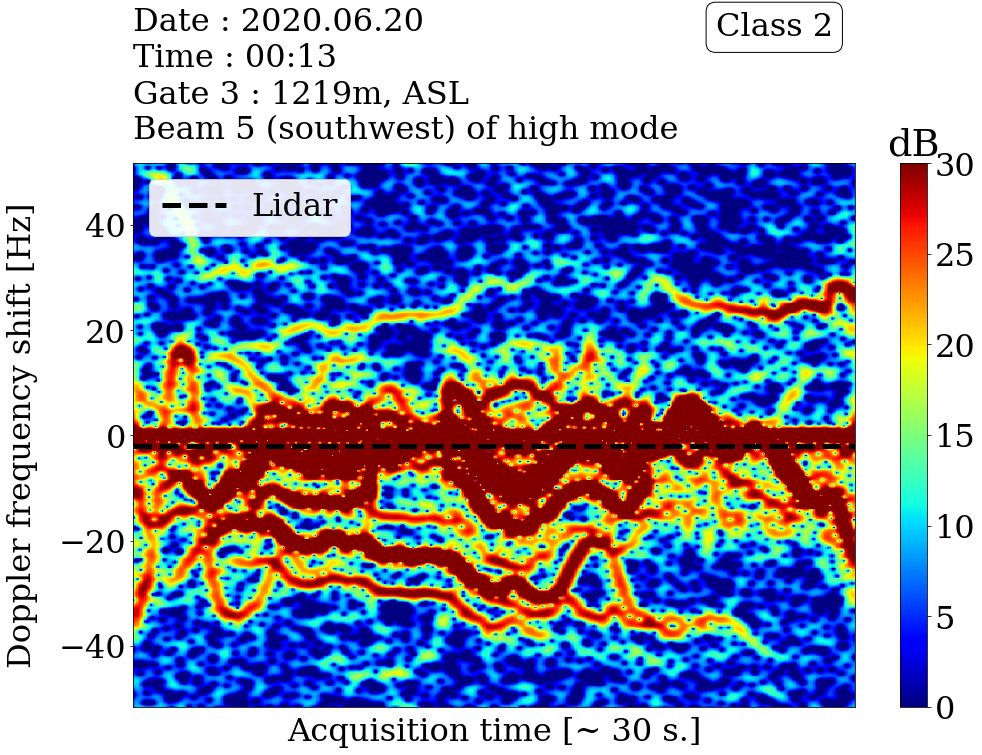 Date : 2020.06.20
Time : 00:13
Gate 3 : 1219m, ASL
Beam 5 (southwest) of high mode
Class 2
dB
Lidar
Doppler frequency shift [Hz]
40
20
0
−20
−40
30
25
20
15
10
5
0
Acquisition time [~ 30 s.]